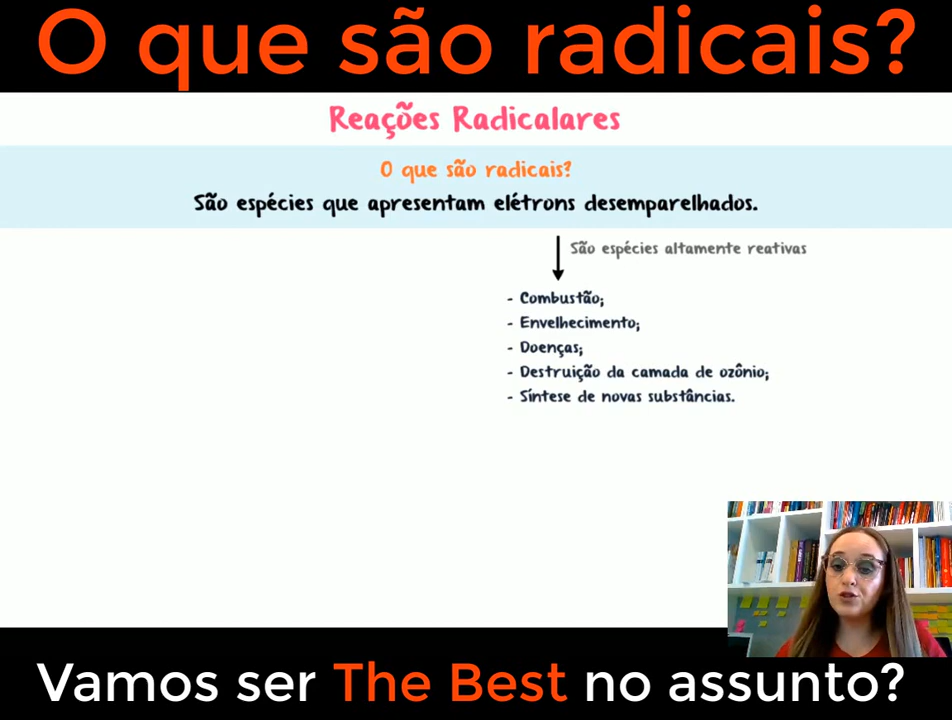 O que são radicais?
Reações Radicalares
O que são radicais?
São espécies que apresentam elétrons desemparelhados.
São espécies altamente reativas
- Combustão;
- Envelhecimento;
- Doenças;
- Destruição da camada de ozônio;
- Síntese de novas substâncias.
Vamos ser The Best no assunto?